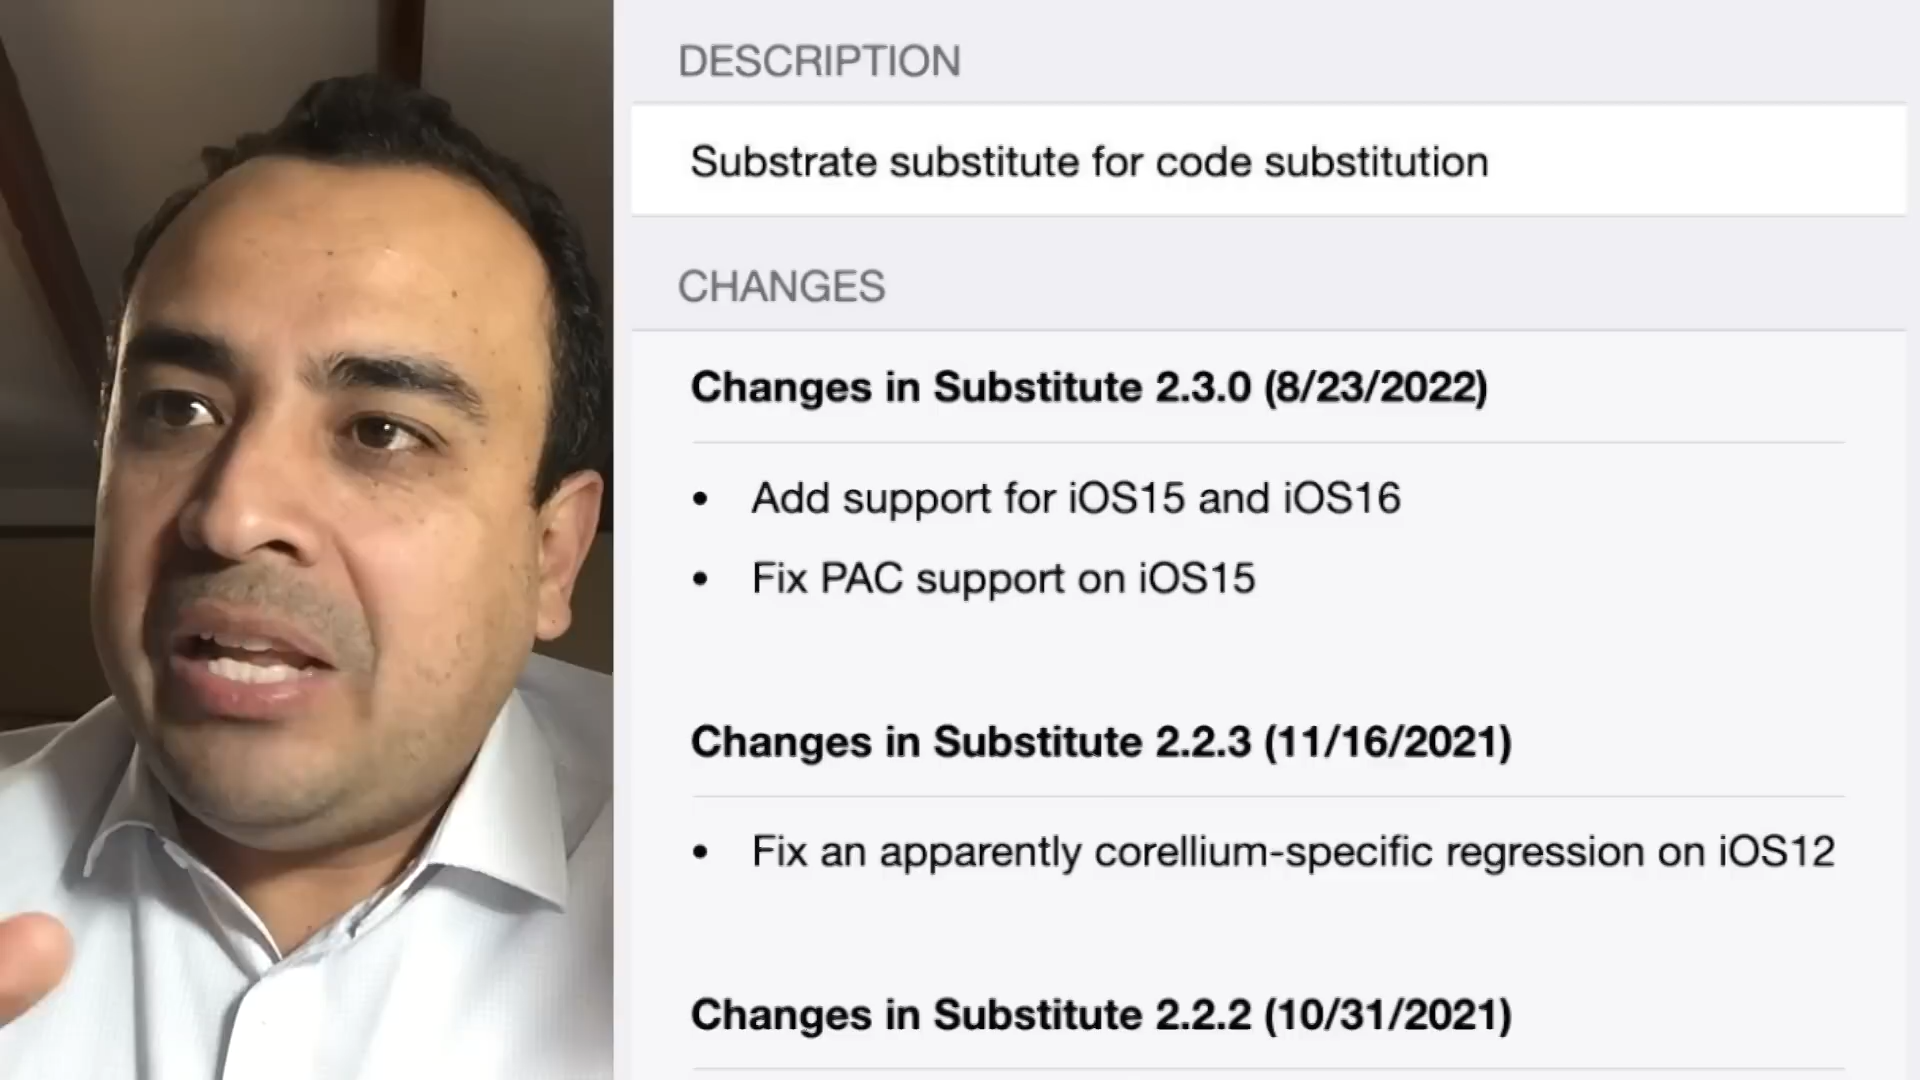 DESCRIPTION
Substrate substitute for code substitution
CHANGES
Changes in Substitute 2.3.0 (8/23/2022)
• Add support for iOS15 and iOS16
• Fix PAC support on iOS15
Changes in Substitute 2.2.3 (11/16/2021)
• Fix an apparently corellium-specific regression on iOS12
Changes in Substitute 2.2.2 (10/31/2021)